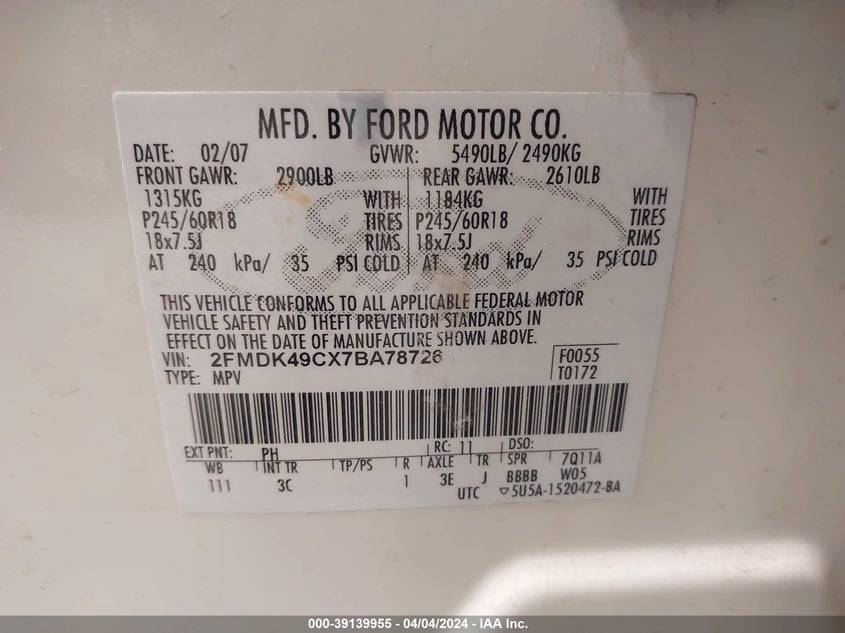 MFD. BY FORD MOTOR CO.
DATE: 02/07 GVWR: 5490LB/ 2490KG
FRONT GAWR: 2900LB REAR GAWR: 2610LB
1315KG WITH 1184KG WITH
P245/60R18 TIRES P245/60R18 TIRES
18x7.5J RIMS 18x7.5J RIMS
AT 240 kPa/ 35 PSI COLD AT 240 kPa/ 35 PSI COLD
THIS VEHICLE CONFORMS TO ALL APPLICABLE FEDERAL MOTOR
VEHICLE SAFETY AND THEFT PREVENTION STANDARDS IN
EFFECT ON THE DATE OF MANUFACTURE SHOWN ABOVE.
VIN: 2FMDK49CX7BA78726 F0055
TYPE: MPV T0172
EXT PNT: PH RC: 11 DSO:
WB INT TR TP/PS R AXLE TR SPR 7Q11A
111 3C 1 3E J BBBB W05
UTC ▽5U5A-1520472-BA
000-39139955 - 04/04/2024 - IAA Inc.